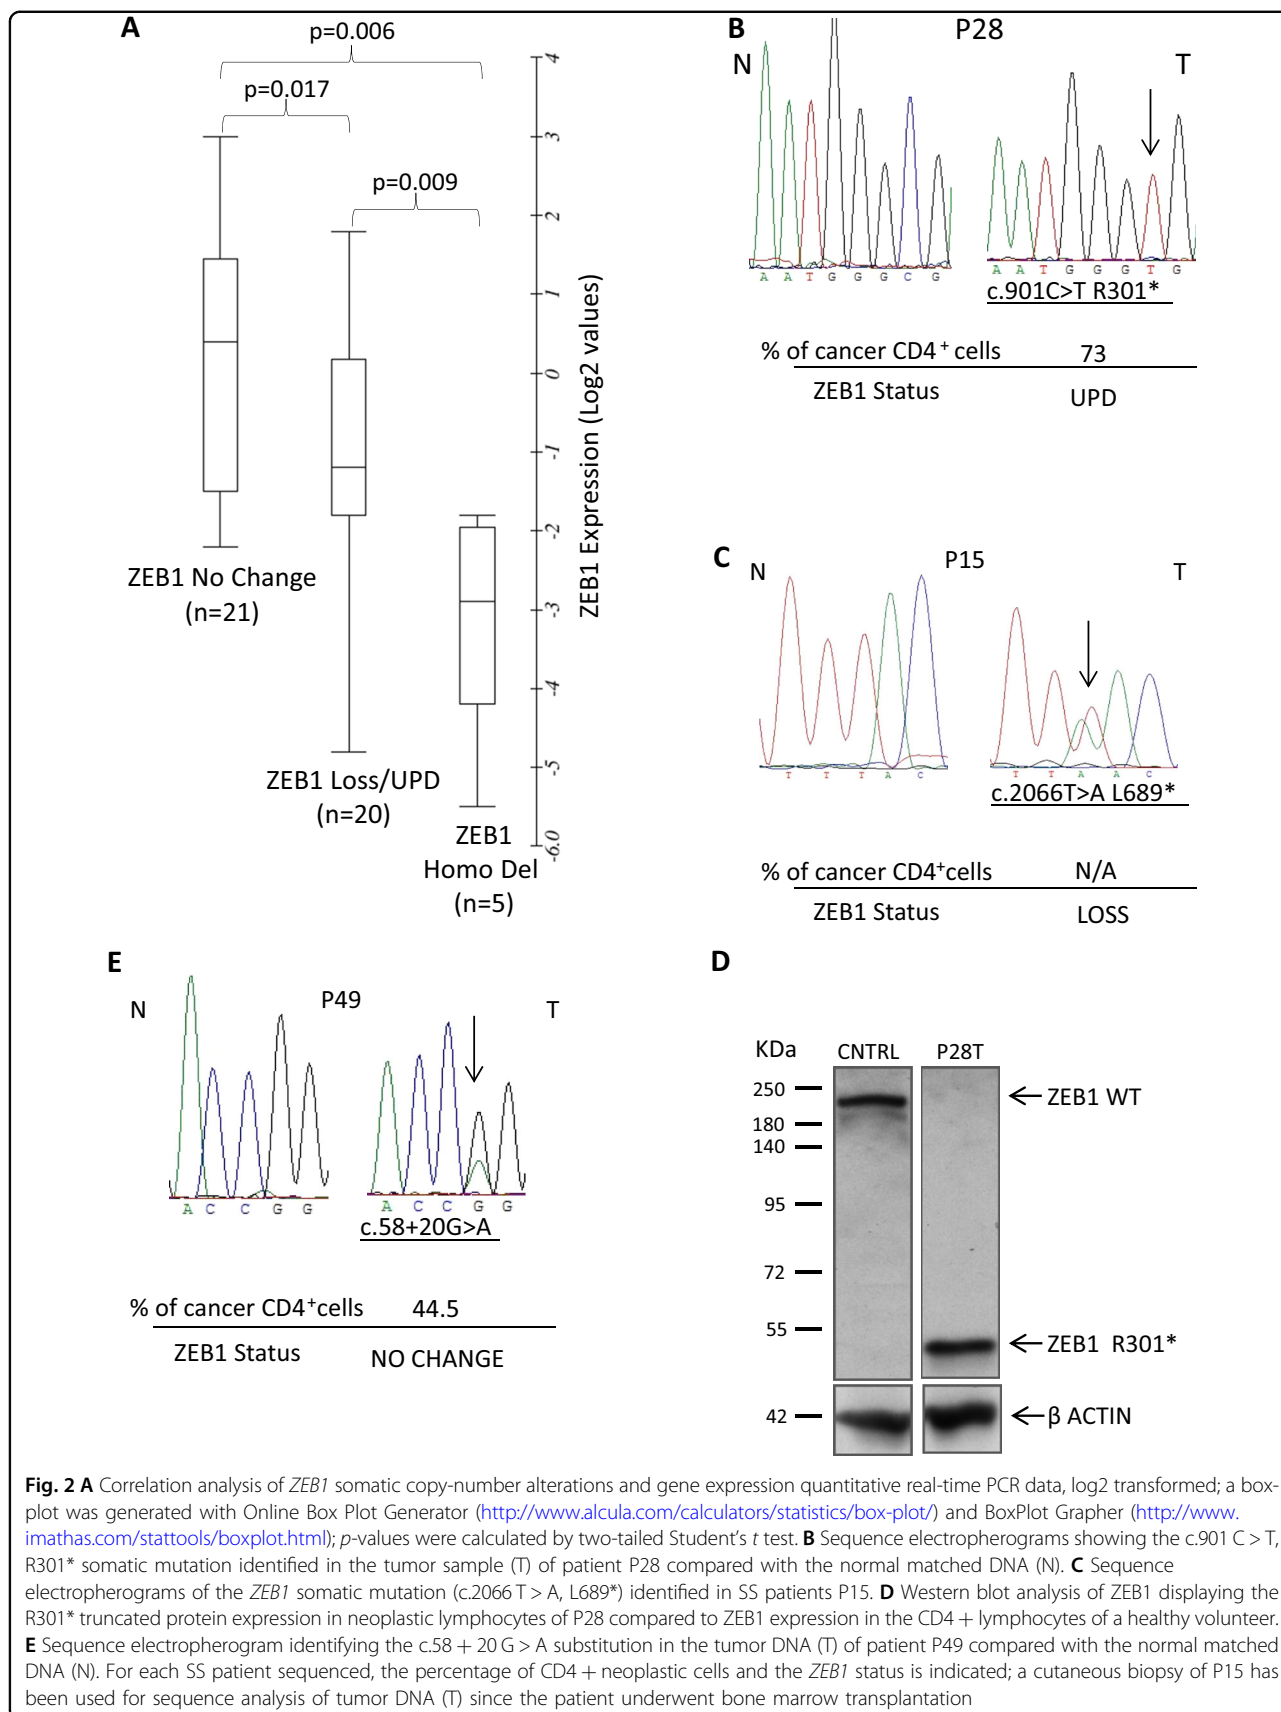 A
p=0.006
p=0.017
p=0.009
4
3
2
1
0
-1
-2
-3
-4
-5
-6.0
ZEB1 Expression (Log2 values)
ZEB1 No Change
(n=21)
ZEB1 Loss/UPD
(n=20)
ZEB1
Homo Del
(n=5)
B
P28
N
T
A A T G G G C G
A A T G G G T G
c.901C>T R301*
% of cancer CD4+ cells 73
ZEB1 Status UPD
C
P15
N
T
T T T A C
T T A A C
c.2066T>A L689*
% of cancer CD4+cells N/A
ZEB1 Status LOSS
E
P49
N
T
A C C G G
A C C G G
c.58+20G>A
% of cancer CD4+cells 44.5
ZEB1 Status NO CHANGE
D
KDa CNTRL P28T
250
180
140
95
72
55
42
ZEB1 WT
ZEB1 R301*
β ACTIN
Fig. 2 A Correlation analysis of ZEB1 somatic copy-number alterations and gene expression quantitative real-time PCR data, log2 transformed; a box-
plot was generated with Online Box Plot Generator (http://www.alcula.com/calculators/statistics/box-plot/) and BoxPlot Grapher (http://www.
imathas.com/stattools/boxplot.html); p-values were calculated by two-tailed Student's t test. B Sequence electropherograms showing the c.901 C > T,
R301* somatic mutation identified in the tumor sample (T) of patient P28 compared with the normal matched DNA (N). C Sequence
electropherograms of the ZEB1 somatic mutation (c.2066 T > A, L689*) identified in SS patients P15. D Western blot analysis of ZEB1 displaying the
R301* truncated protein expression in neoplastic lymphocytes of P28 compared to ZEB1 expression in the CD4 + lymphocytes of a healthy volunteer.
E Sequence electropherogram identifying the c.58 + 20 G > A substitution in the tumor DNA (T) of patient P49 compared with the normal matched
DNA (N). For each SS patient sequenced, the percentage of CD4 + neoplastic cells and the ZEB1 status is indicated; a cutaneous biopsy of P15 has
been used for sequence analysis of tumor DNA (T) since the patient underwent bone marrow transplantation